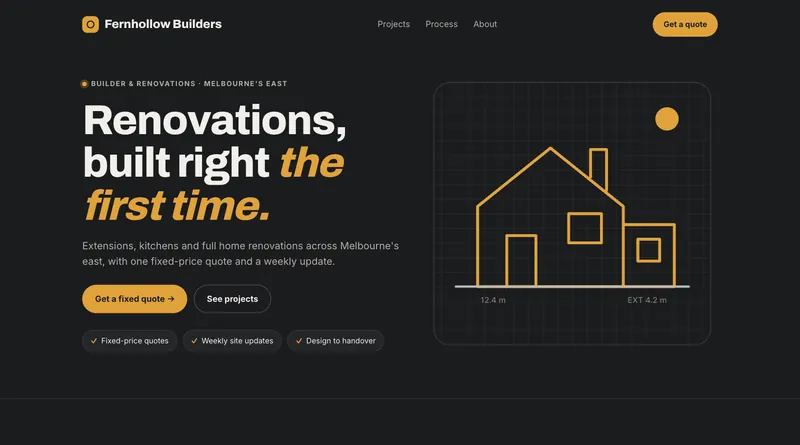 Fernhollow Builders
Projects Process About
Get a quote
BUILDER & RENOVATIONS · MELBOURNE'S EAST
Renovations,
built right the
first time.
Extensions, kitchens and full home renovations across Melbourne's
east, with one fixed-price quote and a weekly update.
Get a fixed quote →
See projects
Fixed-price quotes
Weekly site updates
Design to handover
12.4 m
EXT 4.2 m